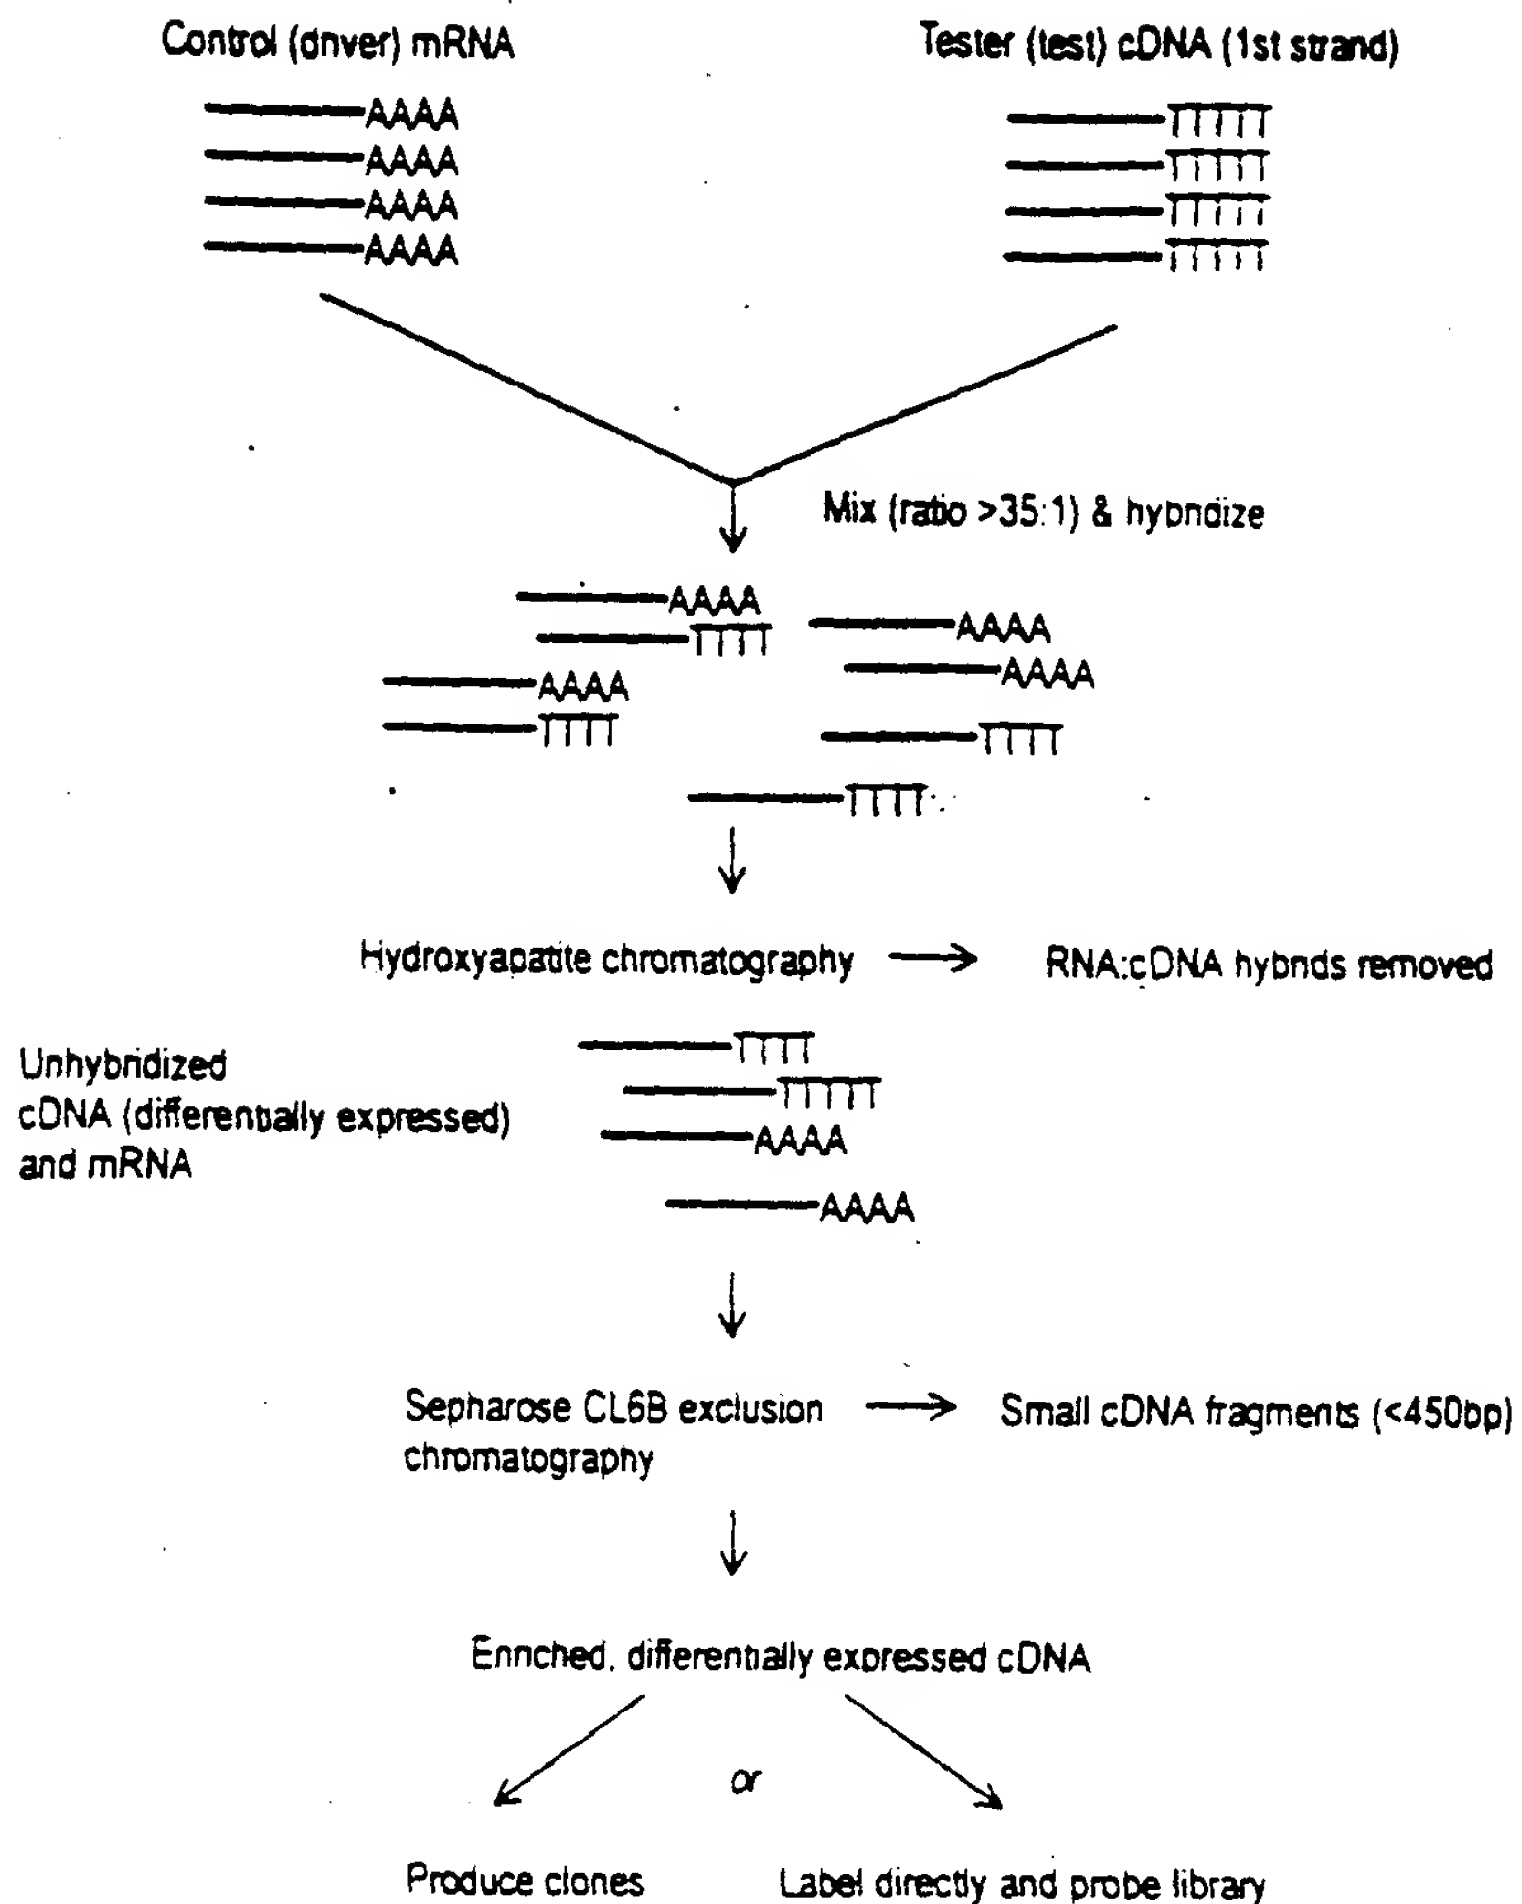 Control (driver) mRNA
Tester (test) cDNA (1st strand)
AAAA
TTTTT
AAAA
TTTTT
AAAA
TTTTT
AAAA
TTTTT
Mix (ratio >35:1) & hybridize
AAAA
AAAA
TTTT
AAAA
AAAA
TTTT
TTTT
TTTT
Hydroxyapatite chromatography
RNA:cDNA hybrids removed
Unhybridized
cDNA (differentially expressed)
and mRNA
TTTT
TTTTT
AAAA
AAAA
Sepharose CL6B exclusion
chromatography
Small cDNA fragments (<450bp)
Enriched, differentially expressed cDNA
or
Produce clones
Label directly and probe library